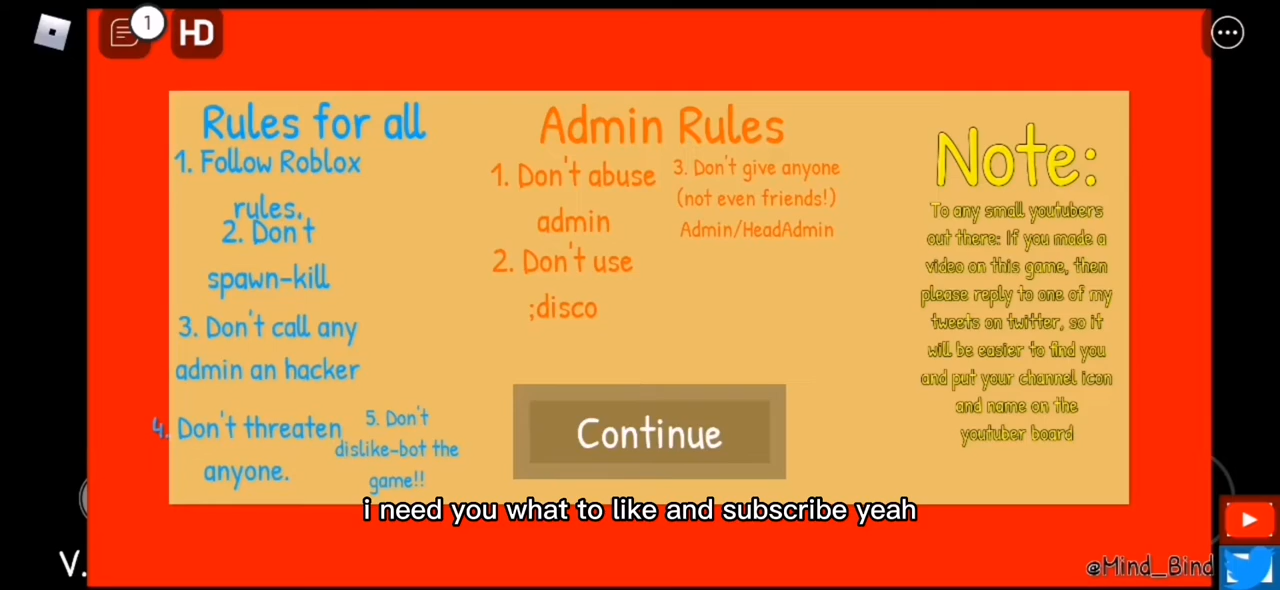 1
HD
Rules for all
1. Follow Roblox
rules.
2. Don't
spawn-kill
3. Don't call any
admin an hacker
4. Don't threaten
anyone.
5. Don't
dislike-bot the
game!!
Admin Rules
1. Don't abuse
admin
2. Don't use
;disco
3. Don't give anyone
(not even friends!)
Admin/HeadAdmin
Continue
Note:
To any small youtubers
out there: If you made a
video on this game, then
please reply to one of my
tweets on twitter, so it
will be easier to find you
and put your channel icon
and name on the
youtuber board
i need you what to like and subscribe yeah
V.
@Mind_Bind